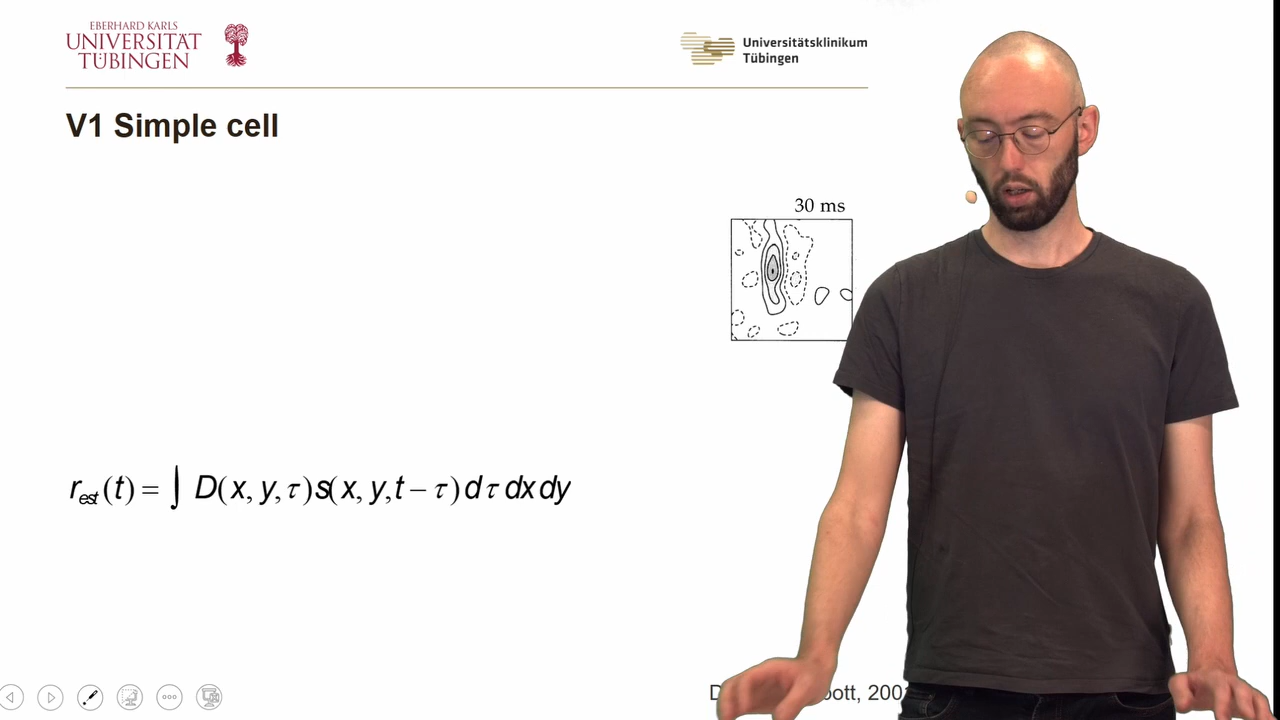 EBERHARD KARLS
UNIVERSITÄT
TÜBINGEN
Universitätsklinikum
Tübingen
V1 Simple cell
30 ms
r_est(t) = ∫ D(x, y, τ)s(x, y, t − τ)dτ dx dy